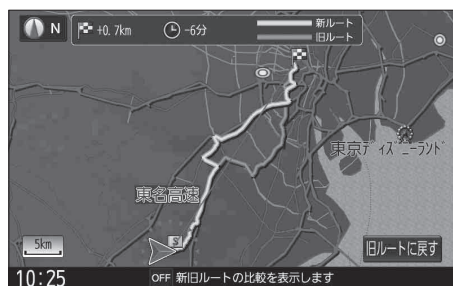 N +0.7km -6分 新ルート
旧ルート
東京ディズニーランド
東名高速
S
5km
旧ルートに戻す
10:25 OFF 新旧ルートの比較を表示します